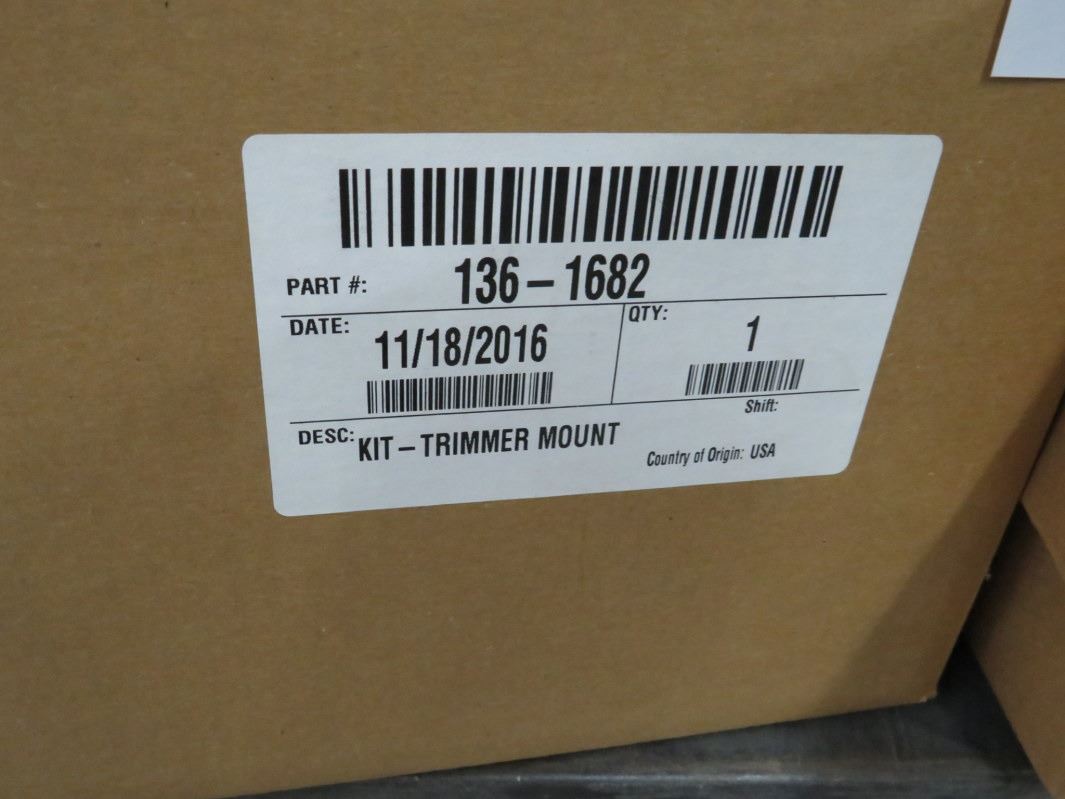 PART #: 136-1682
DATE: 11/18/2016 QTY: 1
Shift:
DESC: KIT-TRIMMER MOUNT
Country of Origin: USA